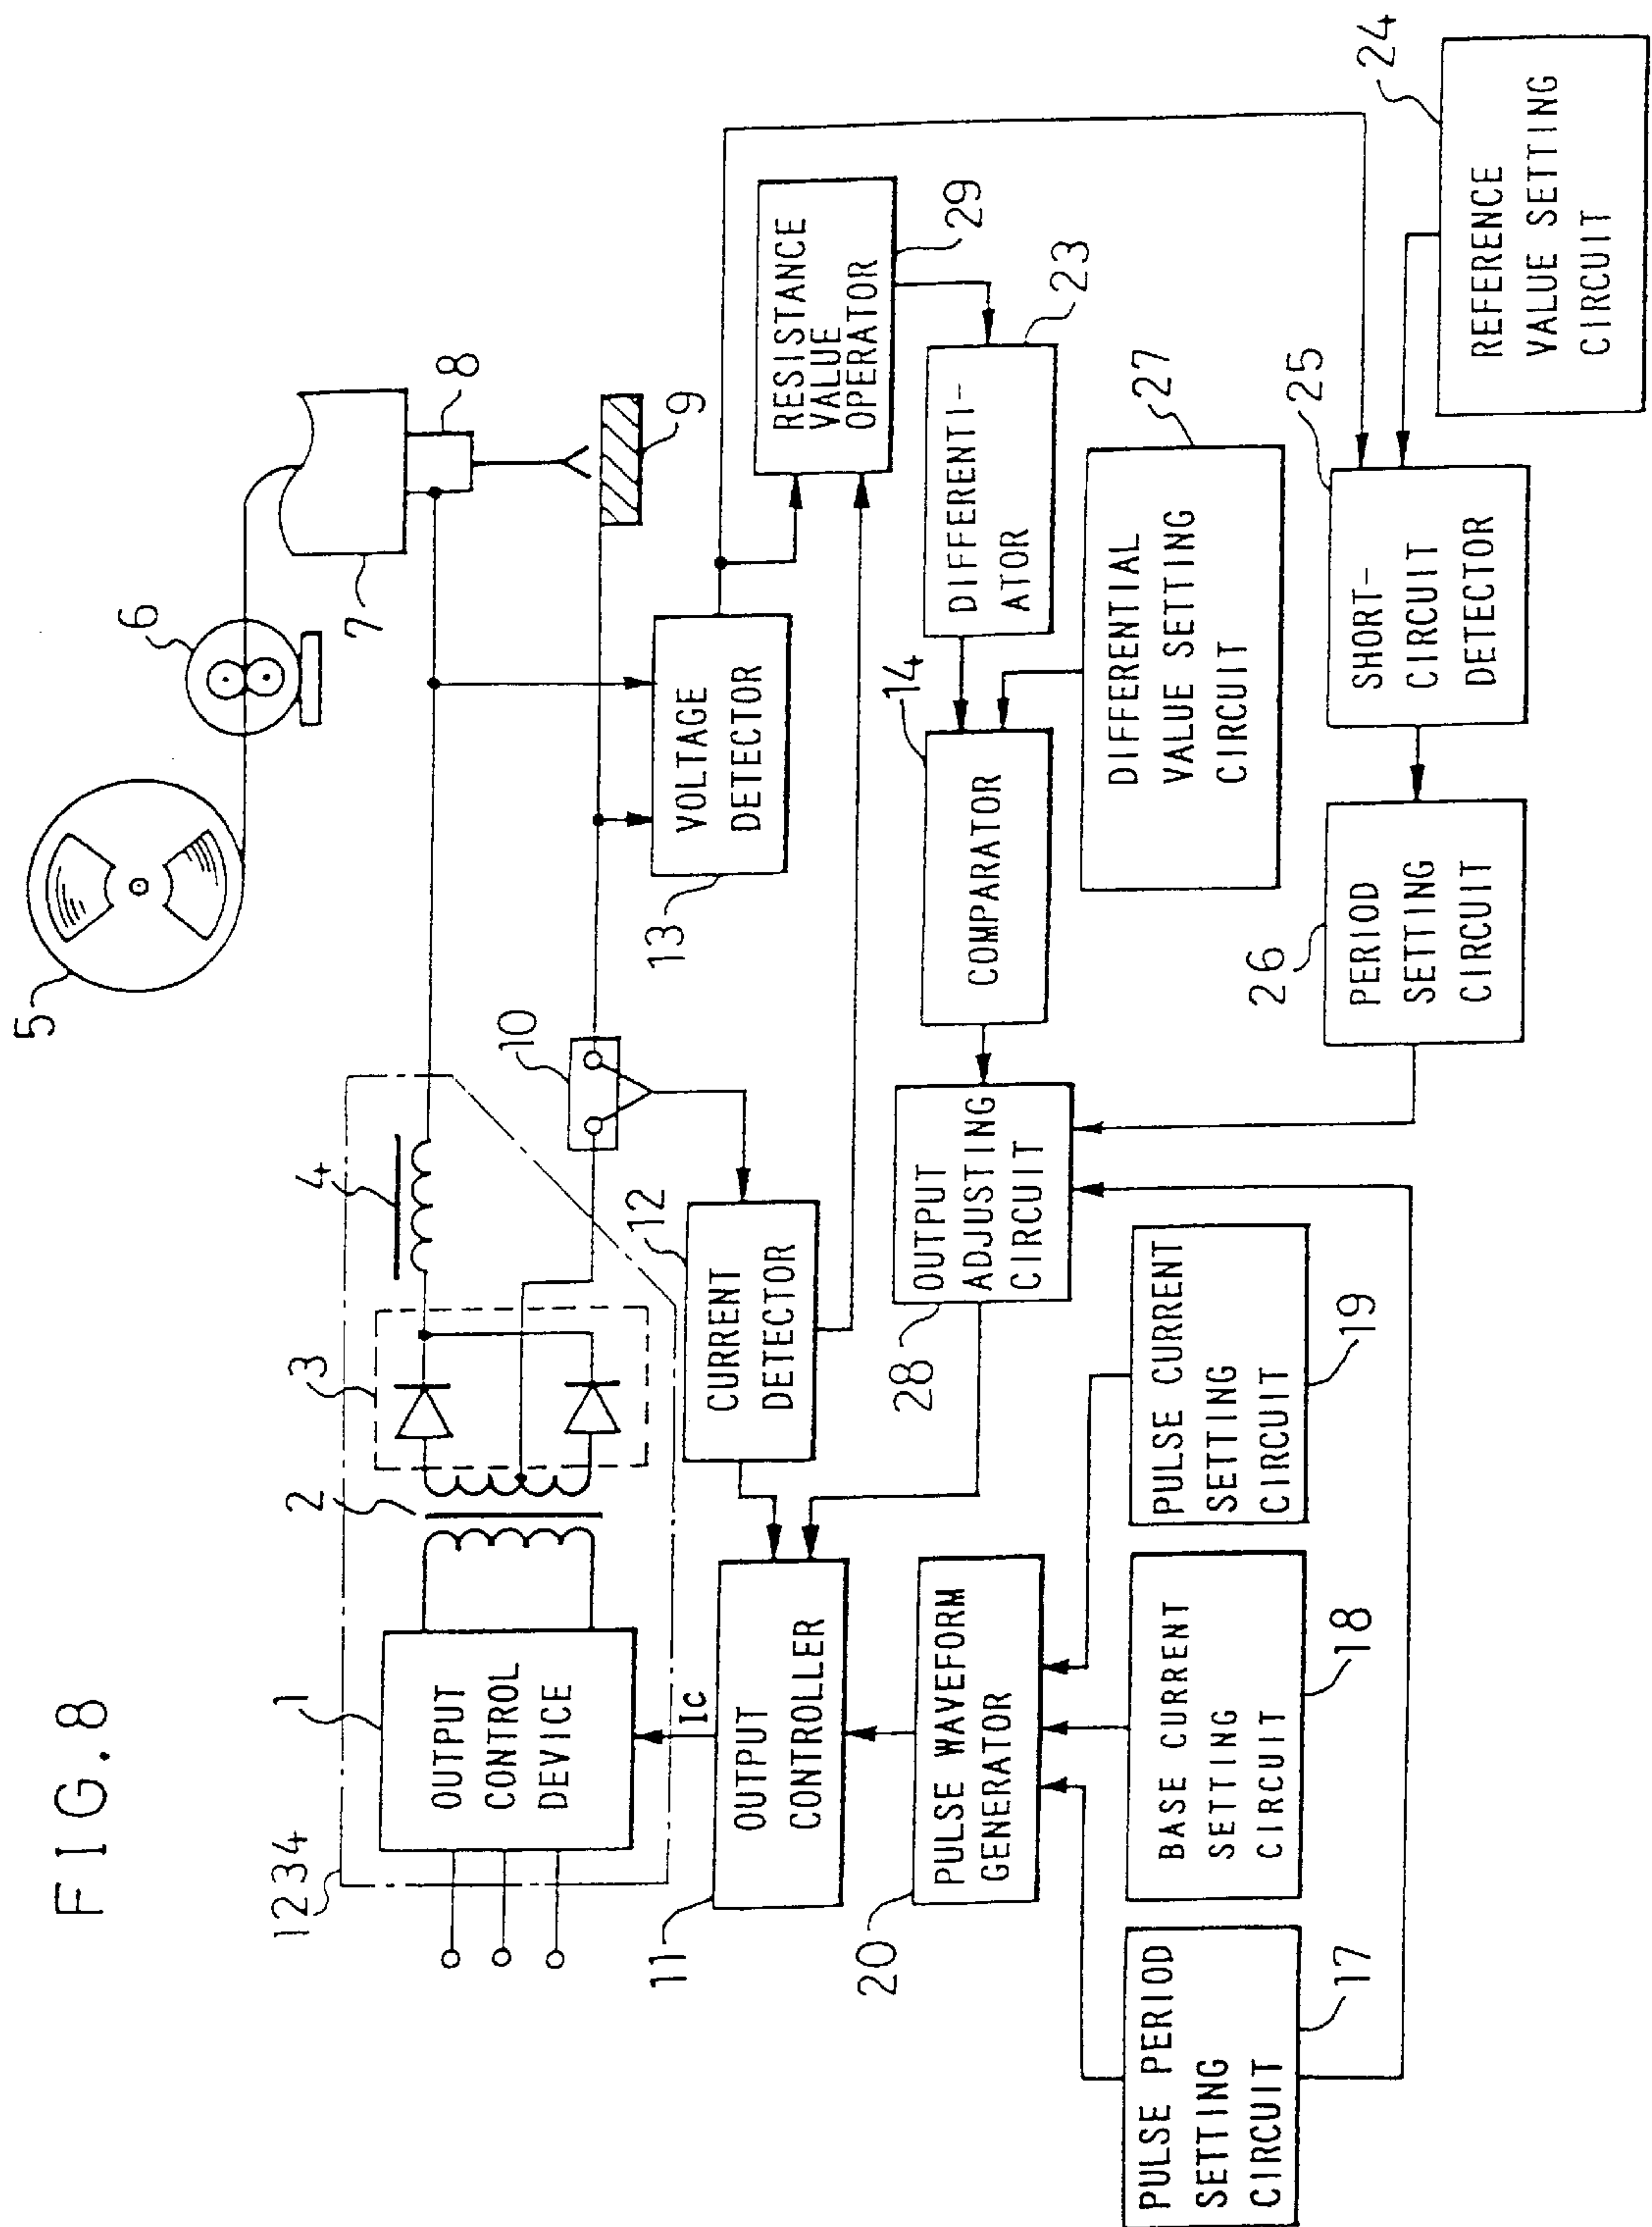 FIG.8
1234
1
2
3
4
5
6
7
8
9
10
OUTPUT
CONTROL
DEVICE
Ic
11
OUTPUT
CONTROLLER
12
CURRENT
DETECTOR
13
VOLTAGE
DETECTOR
RESISTANCE
VALUE
OPERATOR
29
20
PULSE WAVEFORM
GENERATOR
28
OUTPUT
ADJUSTING
CIRCUIT
14
COMPARATOR
DIFFERENTI-
ATOR
23
DIFFERENTIAL
VALUE SETTING
CIRCUIT
27
PULSE PERIOD
SETTING
CIRCUIT
17
BASE CURRENT
SETTING
CIRCUIT
18
PULSE CURRENT
SETTING
CIRCUIT
19
26
PERIOD
SETTING
CIRCUIT
25
SHORT-
CIRCUIT
DETECTOR
24
REFERENCE
VALUE SETTING
CIRCUIT